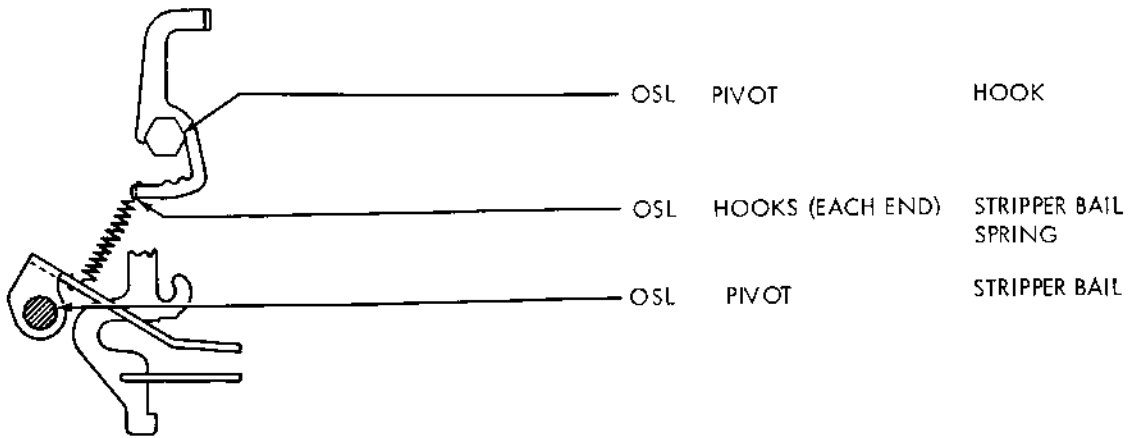 OSL PIVOT HOOK
OSL HOOKS (EACH END) STRIPPER BAIL
SPRING
OSL PIVOT STRIPPER BAIL